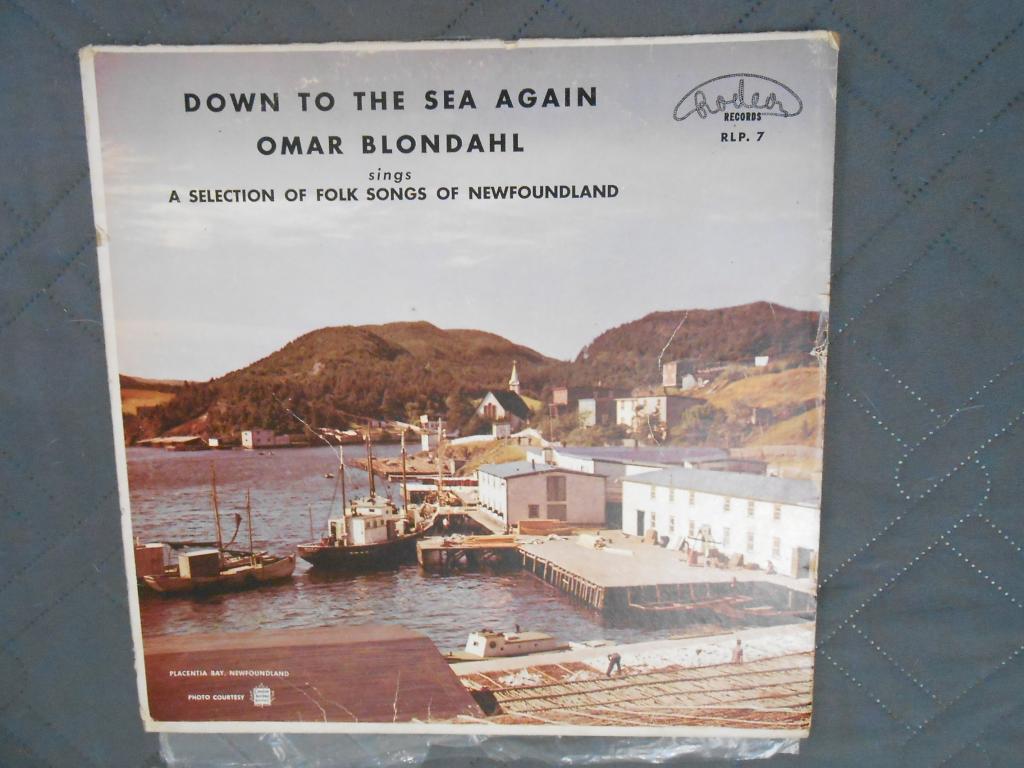 DOWN TO THE SEA AGAIN
OMAR BLONDAHL
sings
A SELECTION OF FOLK SONGS OF NEWFOUNDLAND
Rodeo
RECORDS
RLP. 7
PLACENTIA BAY, NEWFOUNDLAND
PHOTO COURTESY